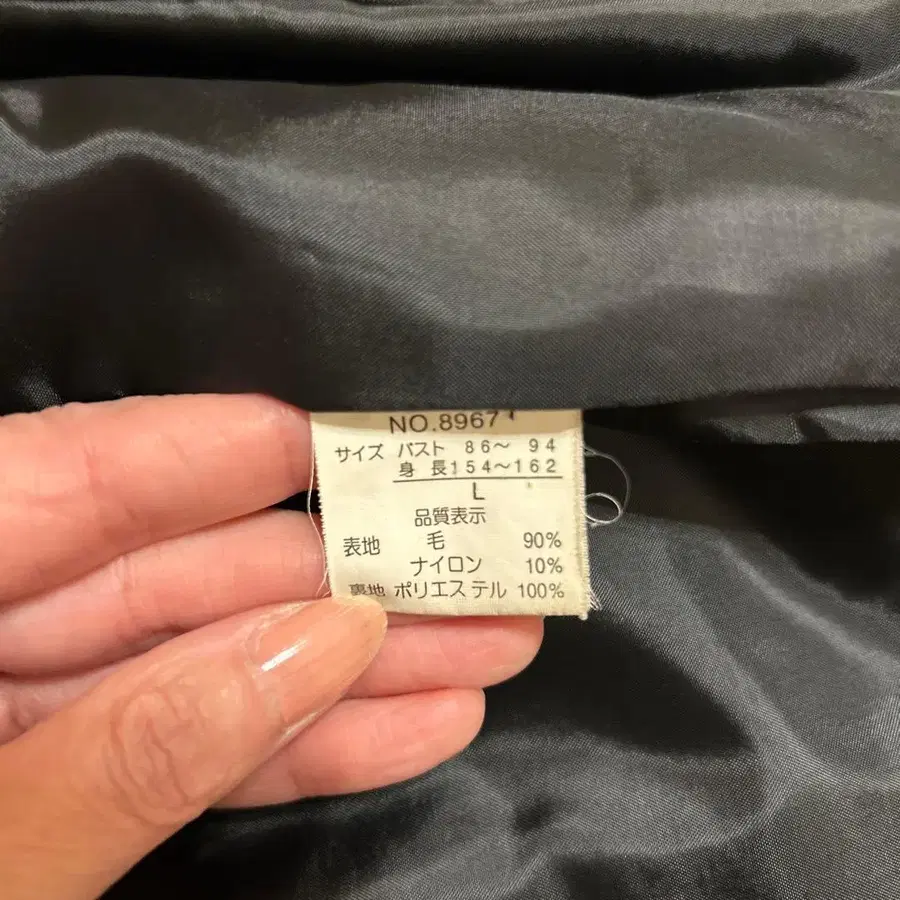 NO.8967
サイズ バスト 86～94
身長154～162
L
品質表示
表地 毛 90%
ナイロン 10%
裏地 ポリエステル 100%